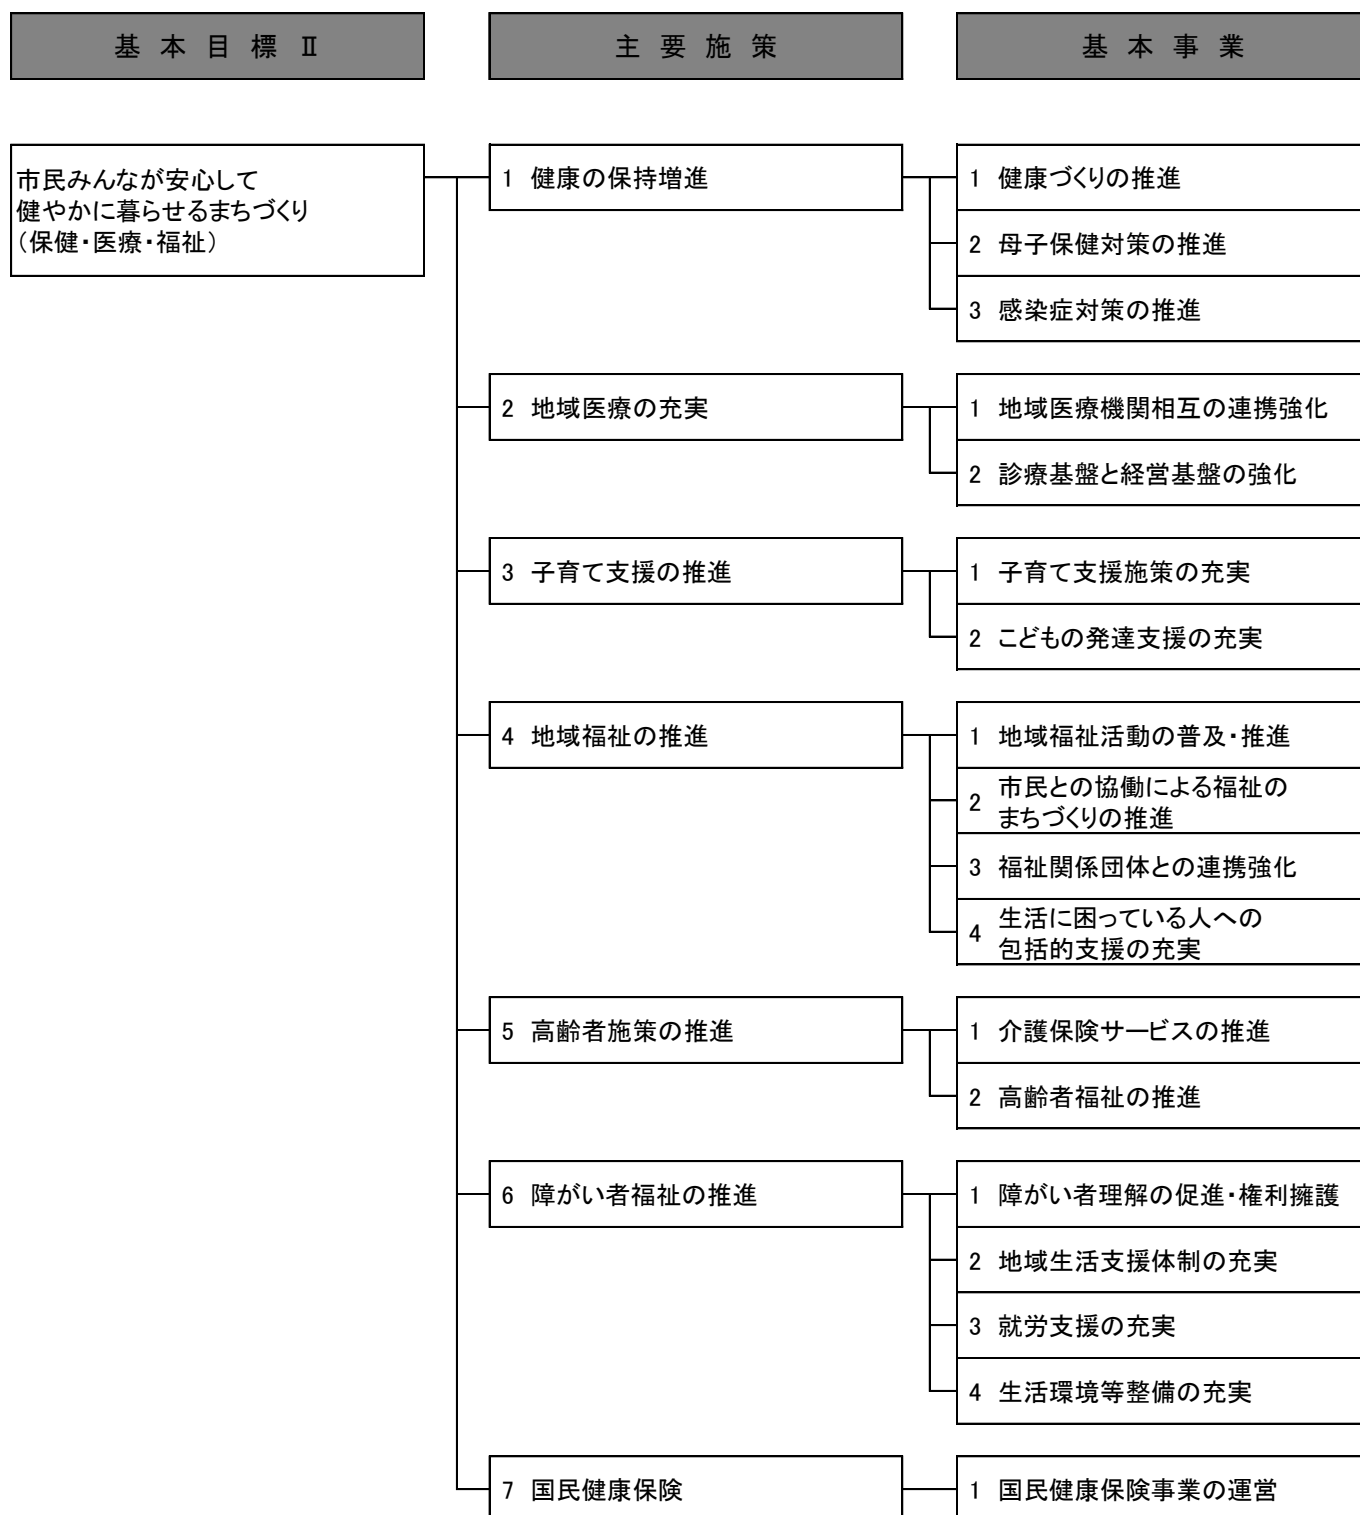 基本目標Ⅱ
主要施策
基本事業
市民みんなが安心して
健やかに暮らせるまちづくり
（保健・医療・福祉）
1 健康の保持増進
1 健康づくりの推進
2 母子保健対策の推進
3 感染症対策の推進
2 地域医療の充実
1 地域医療機関相互の連携強化
2 診療基盤と経営基盤の強化
3 子育て支援の推進
1 子育て支援施策の充実
2 こどもの発達支援の充実
4 地域福祉の推進
1 地域福祉活動の普及・推進
2 市民との協働による福祉の
まちづくりの推進
3 福祉関係団体との連携強化
4 生活に困っている人への
包括的支援の充実
5 高齢者施策の推進
1 介護保険サービスの推進
2 高齢者福祉の推進
6 障がい者福祉の推進
1 障がい者理解の促進・権利擁護
2 地域生活支援体制の充実
3 就労支援の充実
4 生活環境等整備の充実
7 国民健康保険
1 国民健康保険事業の運営